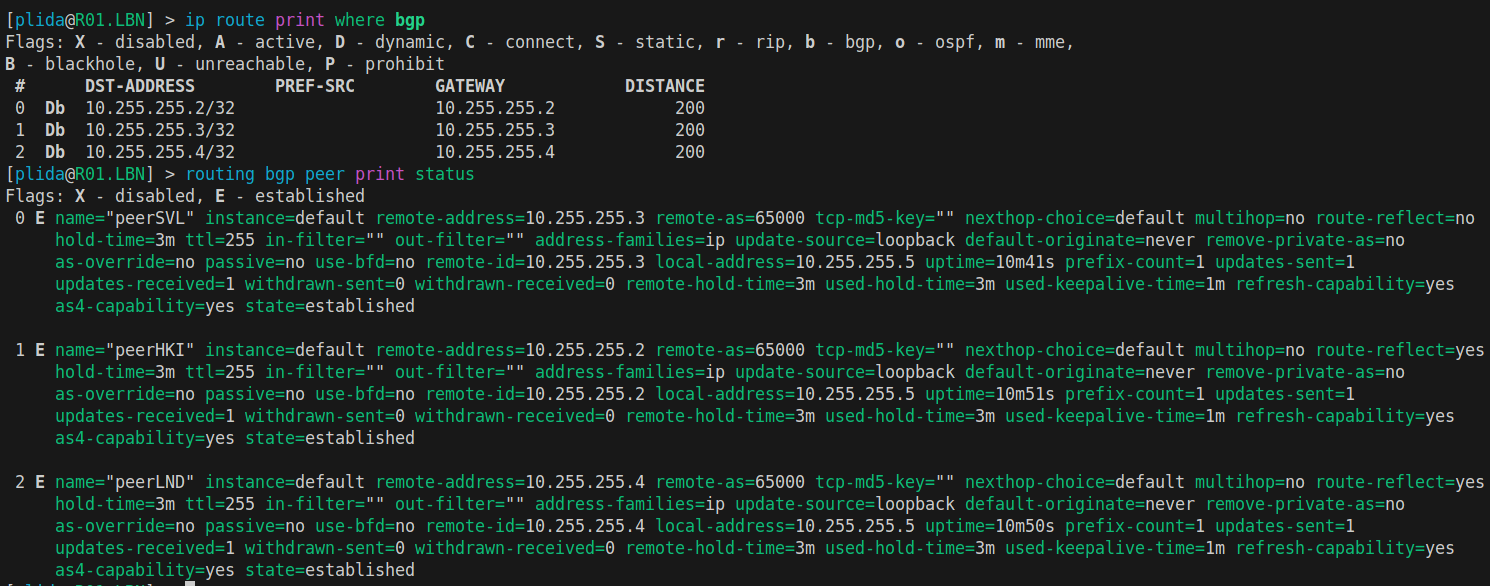 [plida@R01.LBN] > ip route print where bgp
Flags: X - disabled, A - active, D - dynamic, C - connect, S - static, r - rip, b - bgp, o - ospf, m - mme,
B - blackhole, U - unreachable, P - prohibit
 #      DST-ADDRESS        PREF-SRC        GATEWAY            DISTANCE
 0  Db  10.255.255.2/32                    10.255.255.2            200
 1  Db  10.255.255.3/32                    10.255.255.3            200
 2  Db  10.255.255.4/32                    10.255.255.4            200
[plida@R01.LBN] > routing bgp peer print status
Flags: X - disabled, E - established
 0 E name="peerSVL" instance=default remote-address=10.255.255.3 remote-as=65000 tcp-md5-key="" nexthop-choice=default multihop=no route-reflect=no
     hold-time=3m ttl=255 in-filter="" out-filter="" address-families=ip update-source=loopback default-originate=never remove-private-as=no
     as-override=no passive=no use-bfd=no remote-id=10.255.255.3 local-address=10.255.255.5 uptime=10m41s prefix-count=1 updates-sent=1
     updates-received=1 withdrawn-sent=0 withdrawn-received=0 remote-hold-time=3m used-hold-time=3m used-keepalive-time=1m refresh-capability=yes
     as4-capability=yes state=established

 1 E name="peerHKI" instance=default remote-address=10.255.255.2 remote-as=65000 tcp-md5-key="" nexthop-choice=default multihop=no route-reflect=yes
     hold-time=3m ttl=255 in-filter="" out-filter="" address-families=ip update-source=loopback default-originate=never remove-private-as=no
     as-override=no passive=no use-bfd=no remote-id=10.255.255.2 local-address=10.255.255.5 uptime=10m51s prefix-count=1 updates-sent=1
     updates-received=1 withdrawn-sent=0 withdrawn-received=0 remote-hold-time=3m used-hold-time=3m used-keepalive-time=1m refresh-capability=yes
     as4-capability=yes state=established

 2 E name="peerLND" instance=default remote-address=10.255.255.4 remote-as=65000 tcp-md5-key="" nexthop-choice=default multihop=no route-reflect=yes
     hold-time=3m ttl=255 in-filter="" out-filter="" address-families=ip update-source=loopback default-originate=never remove-private-as=no
     as-override=no passive=no use-bfd=no remote-id=10.255.255.4 local-address=10.255.255.5 uptime=10m50s prefix-count=1 updates-sent=1
     updates-received=1 withdrawn-sent=0 withdrawn-received=0 remote-hold-time=3m used-hold-time=3m used-keepalive-time=1m refresh-capability=yes
     as4-capability=yes state=established